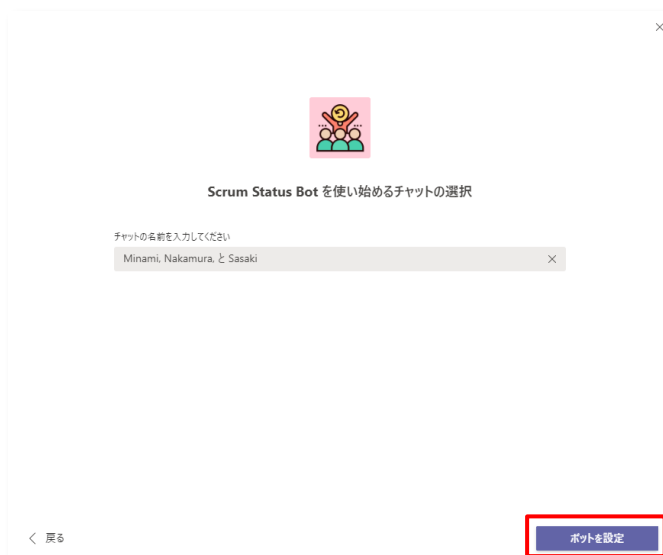 Scrum Status Bot を使い始めるチャットの選択
チャットの名前を入力してください
Minami, Nakamura, と Sasaki
戻る
ボットを設定